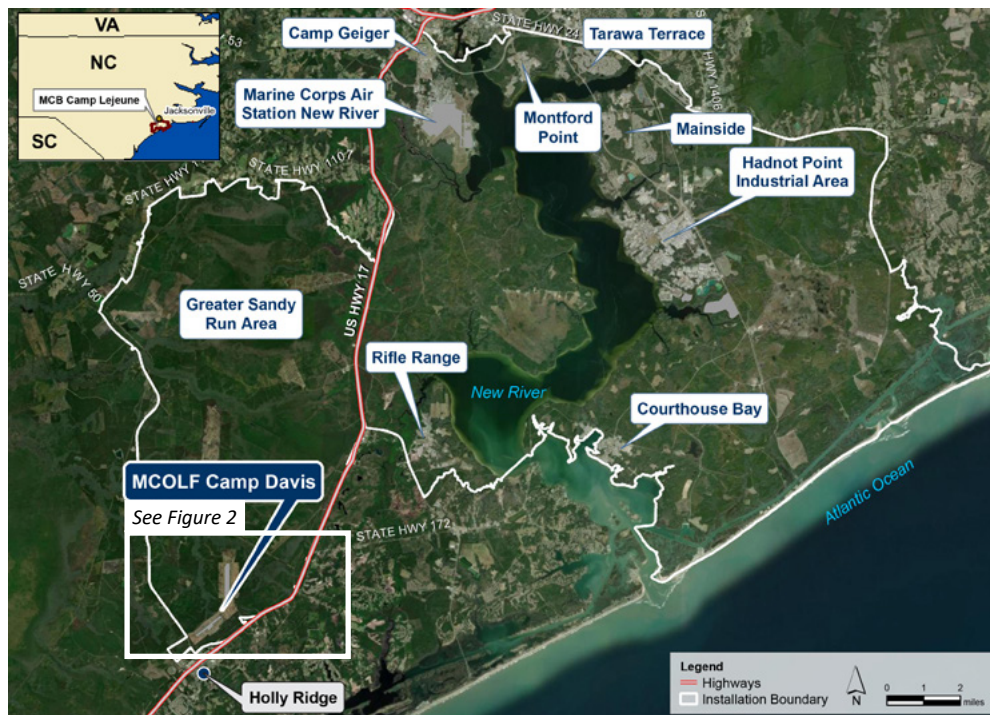 VA
NC
MCB Camp Lejeune
Jacksonville
SC
53
STATE HWY 24
Camp Geiger
Tarawa Terrace
Marine Corps Air
Station New River
Montford
Point
Mainside
Hadnot Point
Industrial Area
STATE HWY 1107
STATE HWY 50
Greater Sandy
Run Area
US HWY 17
Rifle Range
New River
Courthouse Bay
MCOLF Camp Davis
See Figure 2
STATE HWY 172
Atlantic Ocean
Holly Ridge
Legend
Highways
Installation Boundary
N
0 1 2
miles